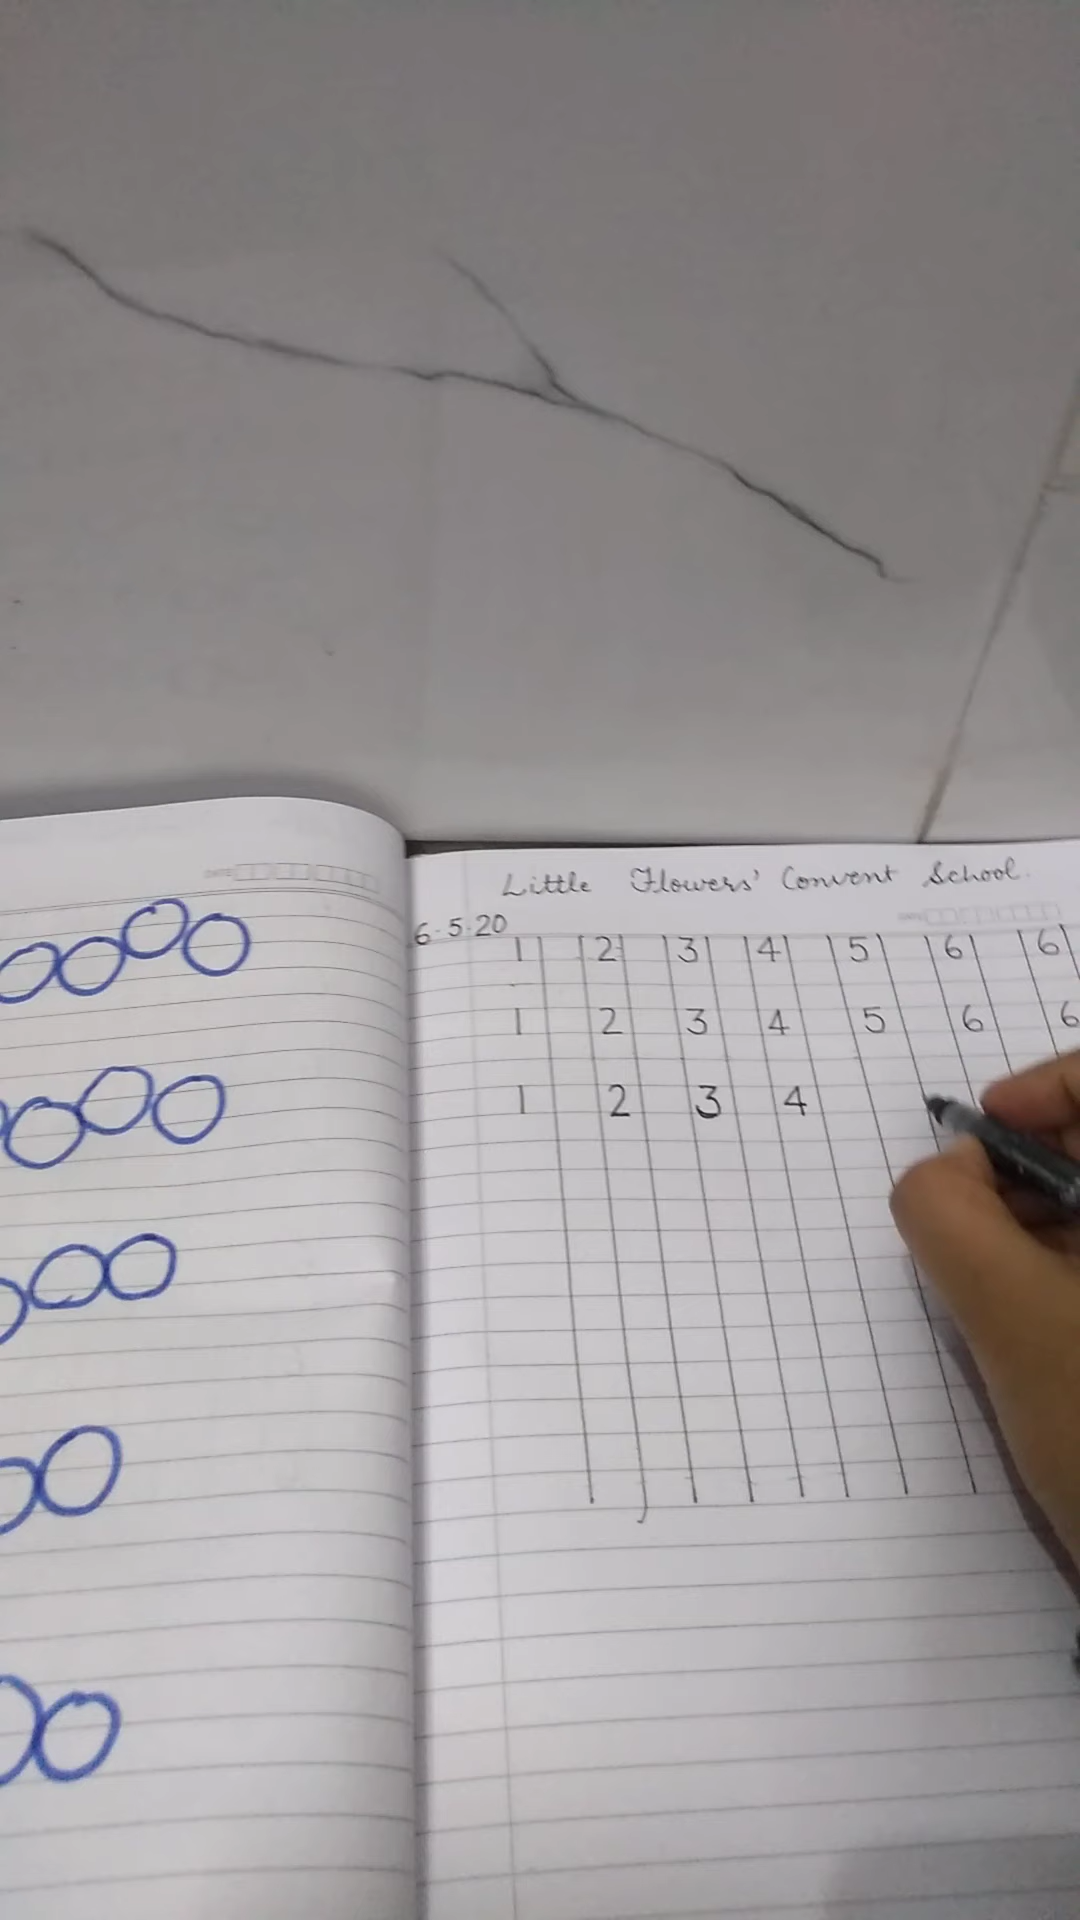 DATE
Little Flowers' Convent School.
6.5.20
1 2 3 4 5 6 6
1 2 3 4 5 6 6
1 2 3 4